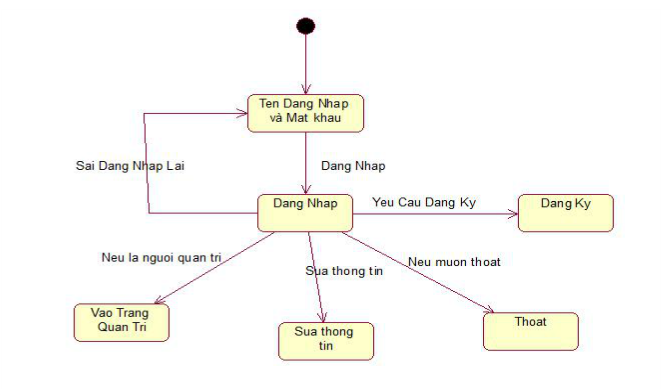 Ten Dang Nhap
và Mat khau
Sai Dang Nhap Lai
Dang Nhap
Dang Nhap
Yeu Cau Dang Ky
Dang Ky
Neu la nguoi quan tri
Sua thong tin
Neu muon thoat
Vao Trang
Quan Tri
Sua thong
tin
Thoat